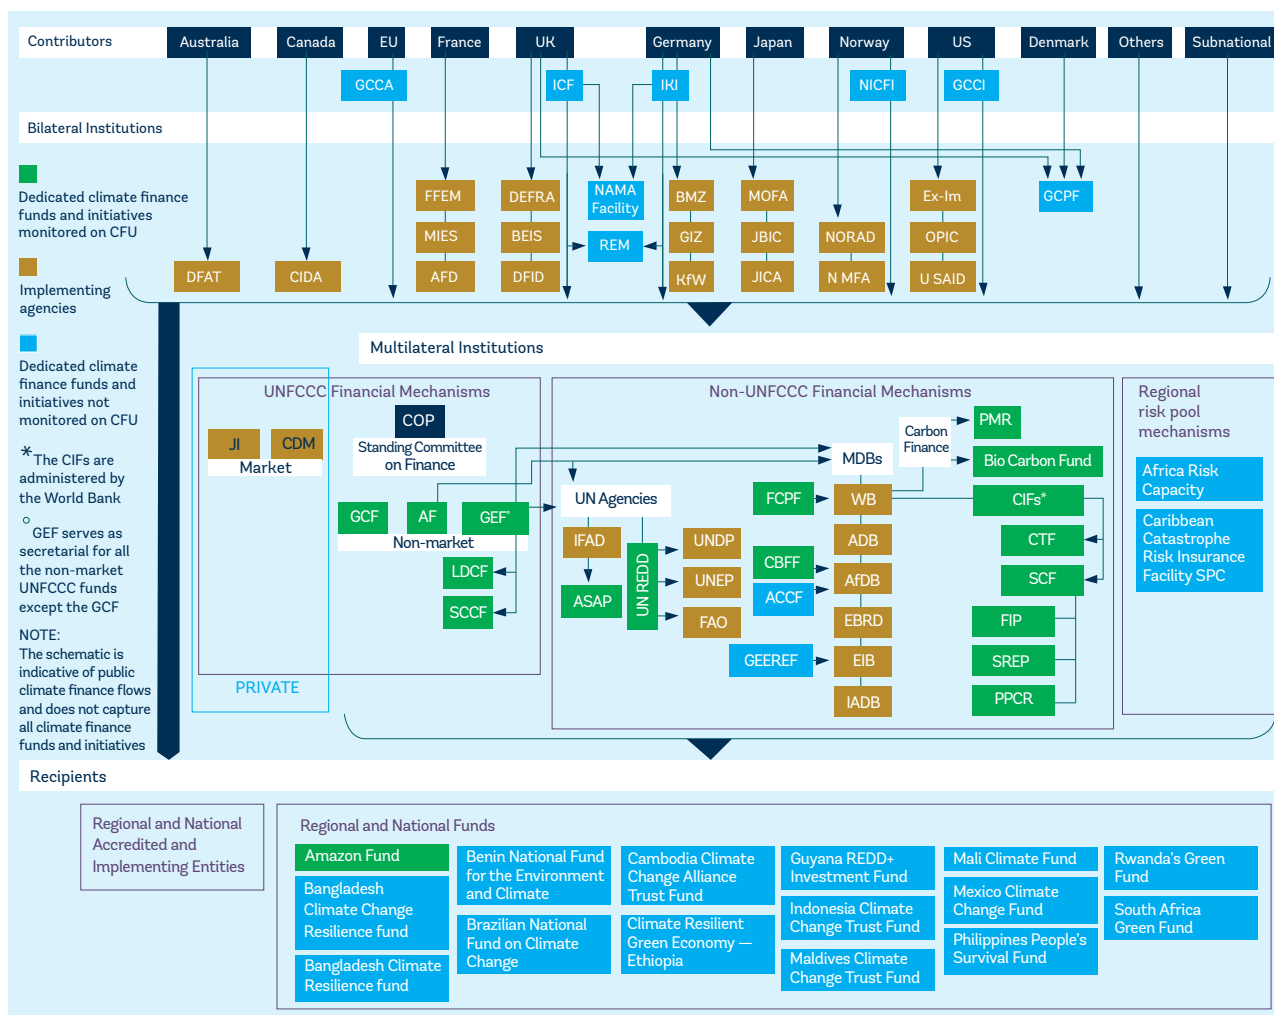 Contributors
Australia
Canada
EU
France
UK
Germany
Japan
Norway
US
Denmark
Others
Subnational
GCCA
ICF
IKI
NICFI
GCCI
Bilateral Institutions
Dedicated climate finance
funds and initiatives
monitored on CFU
Implementing
agencies
Dedicated climate
finance funds and
initiatives not
monitored on CFU
*The CIFs are
administered by
the World Bank
° GEF serves as
secretarial for all
the non-market
UNFCCC funds
except the GCF
NOTE:
The schematic is
indicative of public
climate finance flows
and does not capture
all climate finance
funds and initiatives
DFAT
CIDA
FFEM
MIES
AFD
DEFRA
BEIS
DFID
NAMA
Facility
REM
BMZ
GIZ
KfW
MOFA
JBIC
JICA
NORAD
N MFA
Ex-Im
OPIC
U SAID
GCPF
Multilateral Institutions
UNFCCC Financial Mechanisms
COP
Standing Committee
on Finance
JI
CDM
Market
GCF
AF
GEF°
Non-market
LDCF
SCCF
PRIVATE
Non-UNFCCC Financial Mechanisms
UN Agencies
IFAD
ASAP
UN REDD
UNDP
UNEP
FAO
MDBs
Carbon
Finance
PMR
Bio Carbon Fund
FCPF
WB
CIFs*
ADB
CTF
CBFF
AfDB
SCF
ACCF
EBRD
FIP
GEEREF
EIB
SREP
IADB
PPCR
Regional
risk pool
mechanisms
Africa Risk
Capacity
Caribbean
Catastrophe
Risk Insurance
Facility SPC
Recipients
Regional and National
Accredited and
Implementing Entities
Regional and National Funds
Amazon Fund
Bangladesh
Climate Change
Resilience fund
Bangladesh Climate
Resilience fund
Benin National Fund
for the Environment
and Climate
Brazilian National
Fund on Climate
Change
Cambodia Climate
Change Alliance
Trust Fund
Climate Resilient
Green Economy —
Ethiopia
Guyana REDD+
Investment Fund
Indonesia Climate
Change Trust Fund
Maldives Climate
Change Trust Fund
Mali Climate Fund
Mexico Climate
Change Fund
Philippines People's
Survival Fund
Rwanda's Green
Fund
South Africa
Green Fund